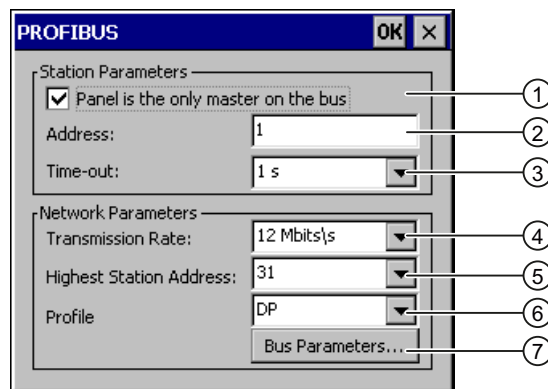 PROFIBUS OK ×
Station Parameters
Panel is the only master on the bus 1
Address: 1 2
Time-out: 1 s 3
Network Parameters
Transmission Rate: 12 Mbits\s 4
Highest Station Address: 31 5
Profile DP 6
Bus Parameters... 7